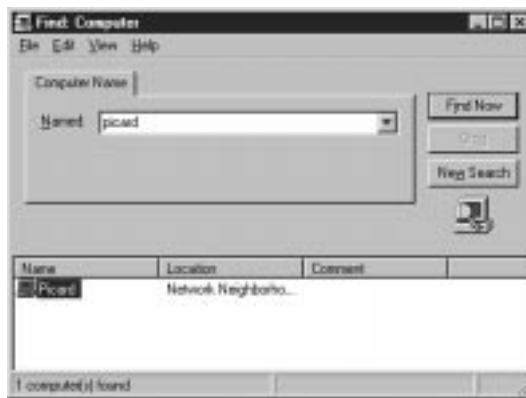 Find: Computer
File Edit View Help
Computer Name
Named: picard
Find Now
Stop
New Search
Name Location Comment
Picard Network Neighborho...
1 computer(s) found